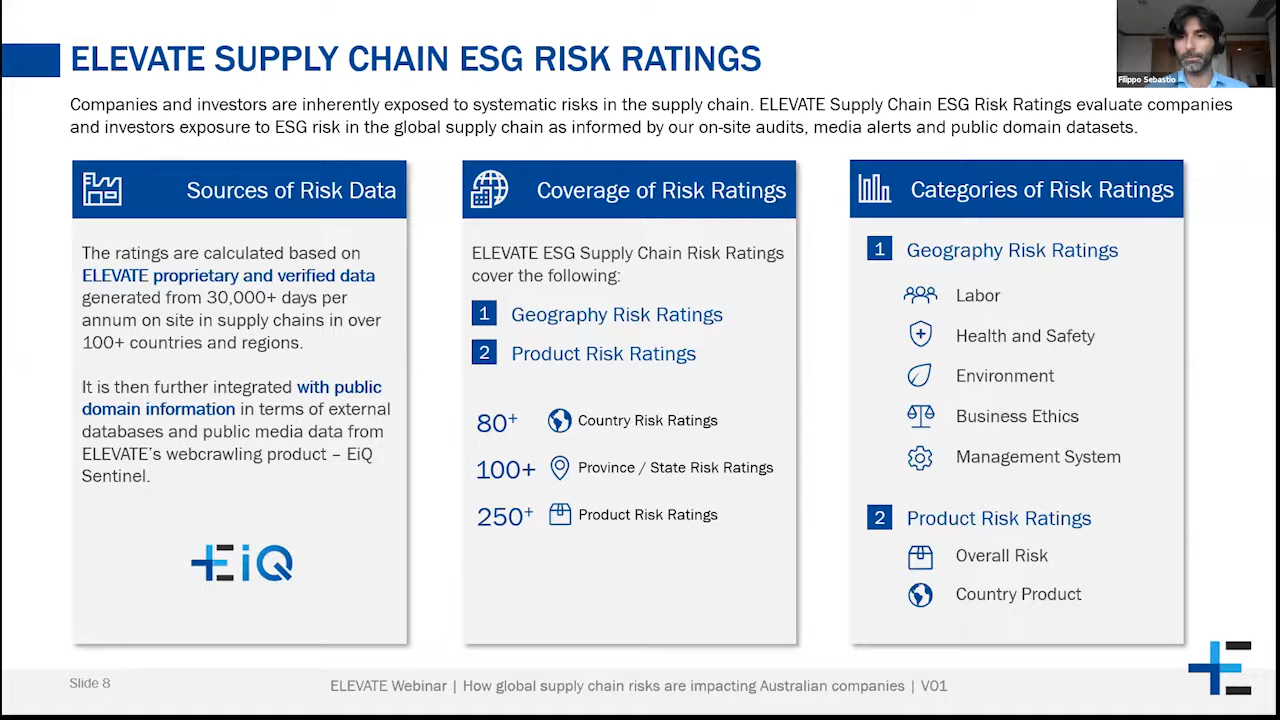 ELEVATE SUPPLY CHAIN ESG RISK RATINGS
Filippo Sebastio
Companies and investors are inherently exposed to systematic risks in the supply chain. ELEVATE Supply Chain ESG Risk Ratings evaluate companies
and investors exposure to ESG risk in the global supply chain as informed by our on-site audits, media alerts and public domain datasets.
Sources of Risk Data
The ratings are calculated based on
ELEVATE proprietary and verified data
generated from 30,000+ days per
annum on site in supply chains in over
100+ countries and regions.
It is then further integrated with public
domain information in terms of external
databases and public media data from
ELEVATE's webcrawling product – EiQ
Sentinel.
EiQ
Coverage of Risk Ratings
ELEVATE ESG Supply Chain Risk Ratings
cover the following:
1 Geography Risk Ratings
2 Product Risk Ratings
80+ Country Risk Ratings
100+ Province / State Risk Ratings
250+ Product Risk Ratings
Categories of Risk Ratings
1 Geography Risk Ratings
Labor
Health and Safety
Environment
Business Ethics
Management System
2 Product Risk Ratings
Overall Risk
Country Product
Slide 8
ELEVATE Webinar | How global supply chain risks are impacting Australian companies | V01